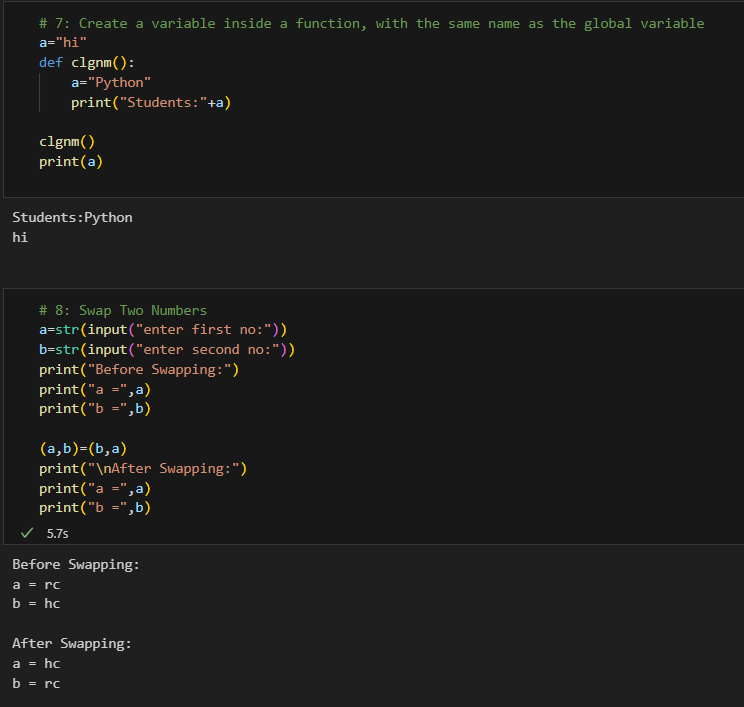 # 7: Create a variable inside a function, with the same name as the global variable
a="hi"
def clgnm():
    a="Python"
    print("Students:"+a)

clgnm()
print(a)

Students:Python
hi

# 8: Swap Two Numbers
a=str(input("enter first no:"))
b=str(input("enter second no:"))
print("Before Swapping:")
print("a =",a)
print("b =",b)

(a,b)=(b,a)
print("\nAfter Swapping:")
print("a =",a)
print("b =",b)
✓ 5.7s

Before Swapping:
a = rc
b = hc

After Swapping:
a = hc
b = rc